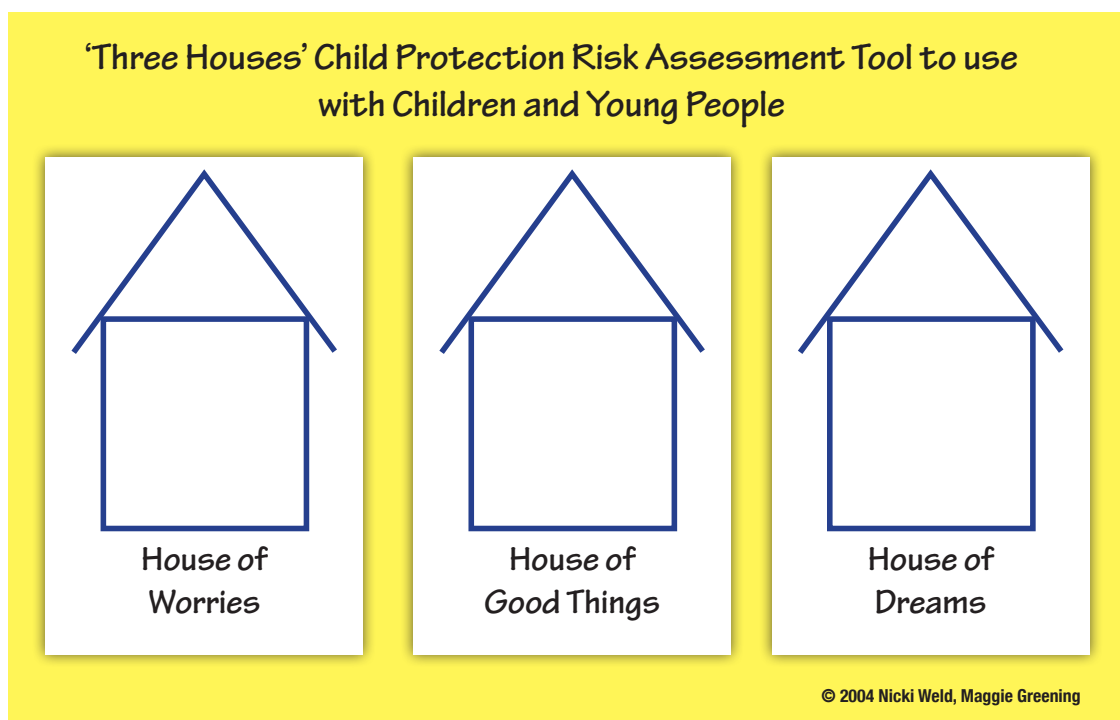 ‘Three Houses’ Child Protection Risk Assessment Tool to use
with Children and Young People
House of
Worries
House of
Good Things
House of
Dreams
© 2004 Nicki Weld, Maggie Greening